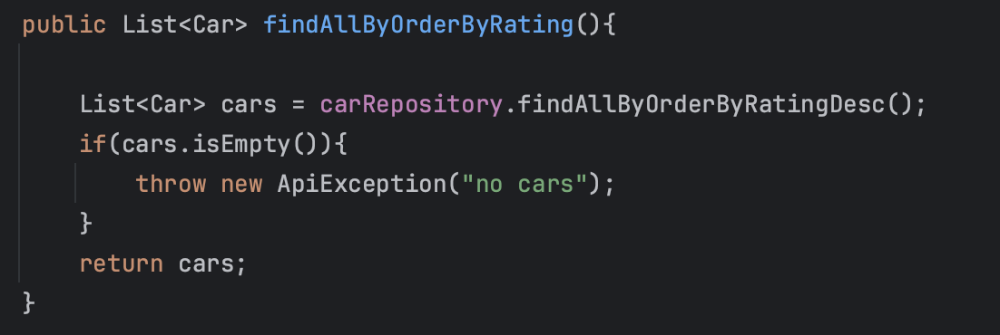 public List<Car> findAllByOrderByRating(){
List<Car> cars = carRepository.findAllByOrderByRatingDesc();
if(cars.isEmpty()){
throw new ApiException("no cars");
}
return cars;
}